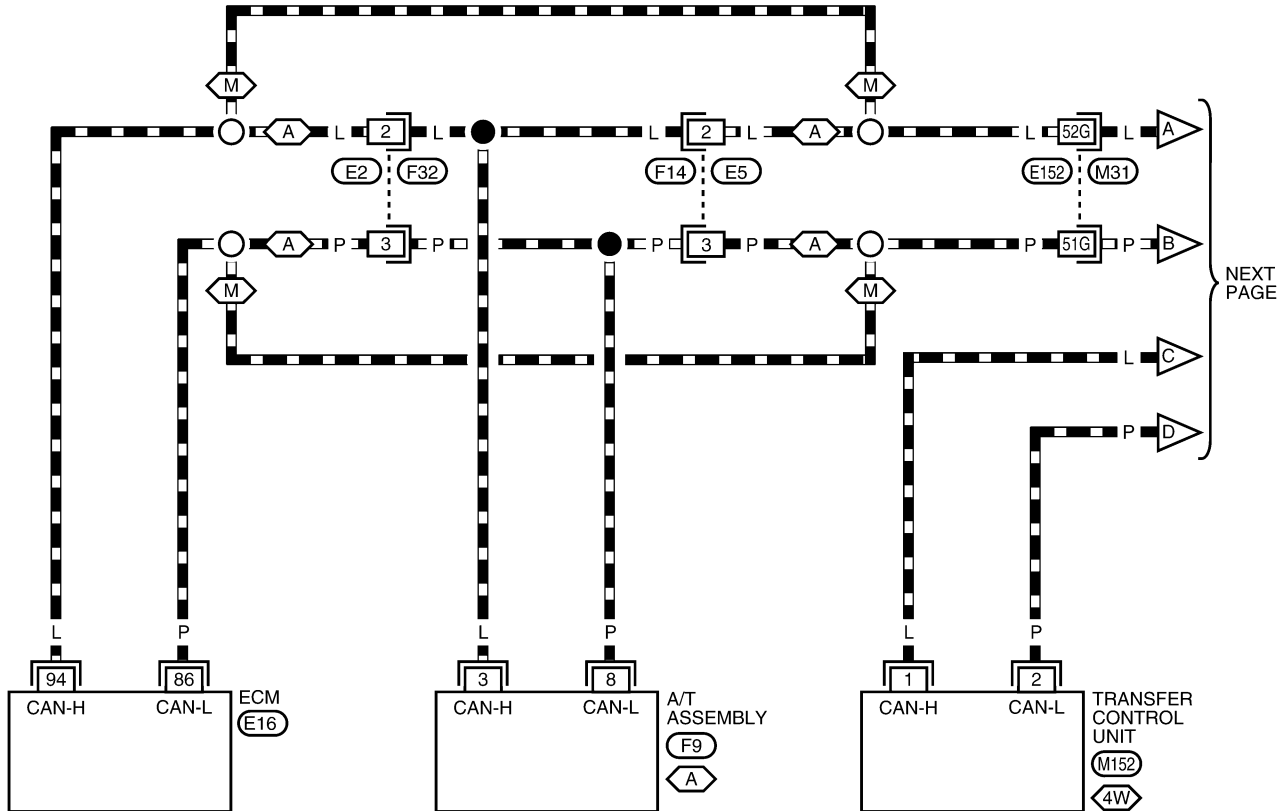 M M
A L 2 L L 2 L A L 52G L A
E2 F32 F14 E5 E152 M31
A P 3 P P 3 P A P 51G P B
M M
NEXT
PAGE
L C
P D
L P L P L P
94 86 3 8 1 2
CAN-H CAN-L
ECM
E16
CAN-H CAN-L
A/T
ASSEMBLY
F9
A
CAN-H CAN-L
TRANSFER
CONTROL
UNIT
M152
4W